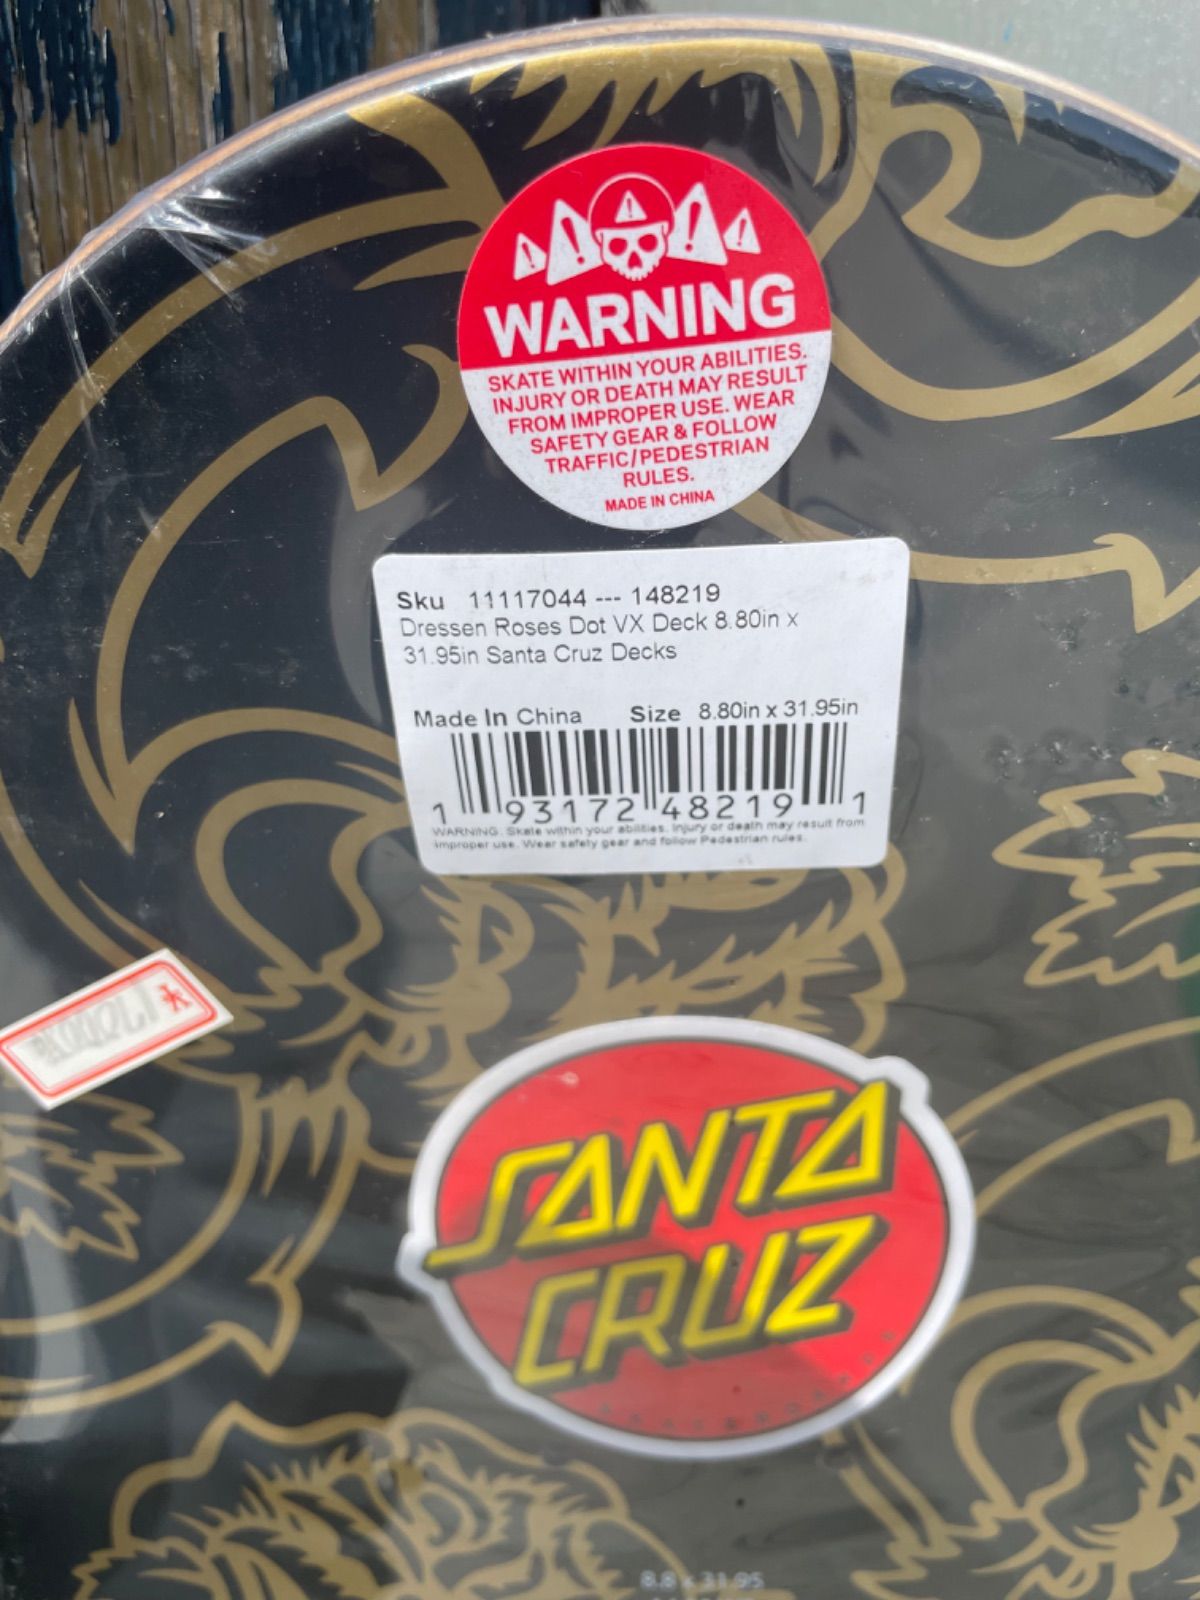 WARNING
SKATE WITHIN YOUR ABILITIES.
INJURY OR DEATH MAY RESULT
FROM IMPROPER USE. WEAR
SAFETY GEAR & FOLLOW
TRAFFIC/PEDESTRIAN
RULES.
MADE IN CHINA
Sku 11117044 --- 148219
Dressen Roses Dot VX Deck 8.80in x
31.95in Santa Cruz Decks
Made In China Size 8.80in x 31.95in
1 93172 48219 1
WARNING. Skate within your abilities. Injury or death may result from
improper use. Wear safety gear and follow Pedestrian rules.
SANTA
CRUZ
8.8 x 31.95